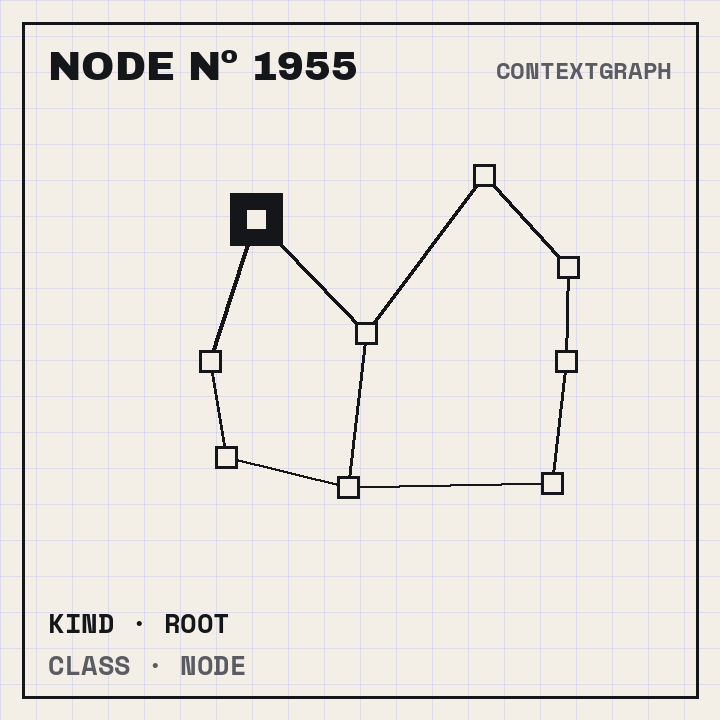 NODE Nº 1955
CONTEXTGRAPH
KIND · ROOT
CLASS · NODE